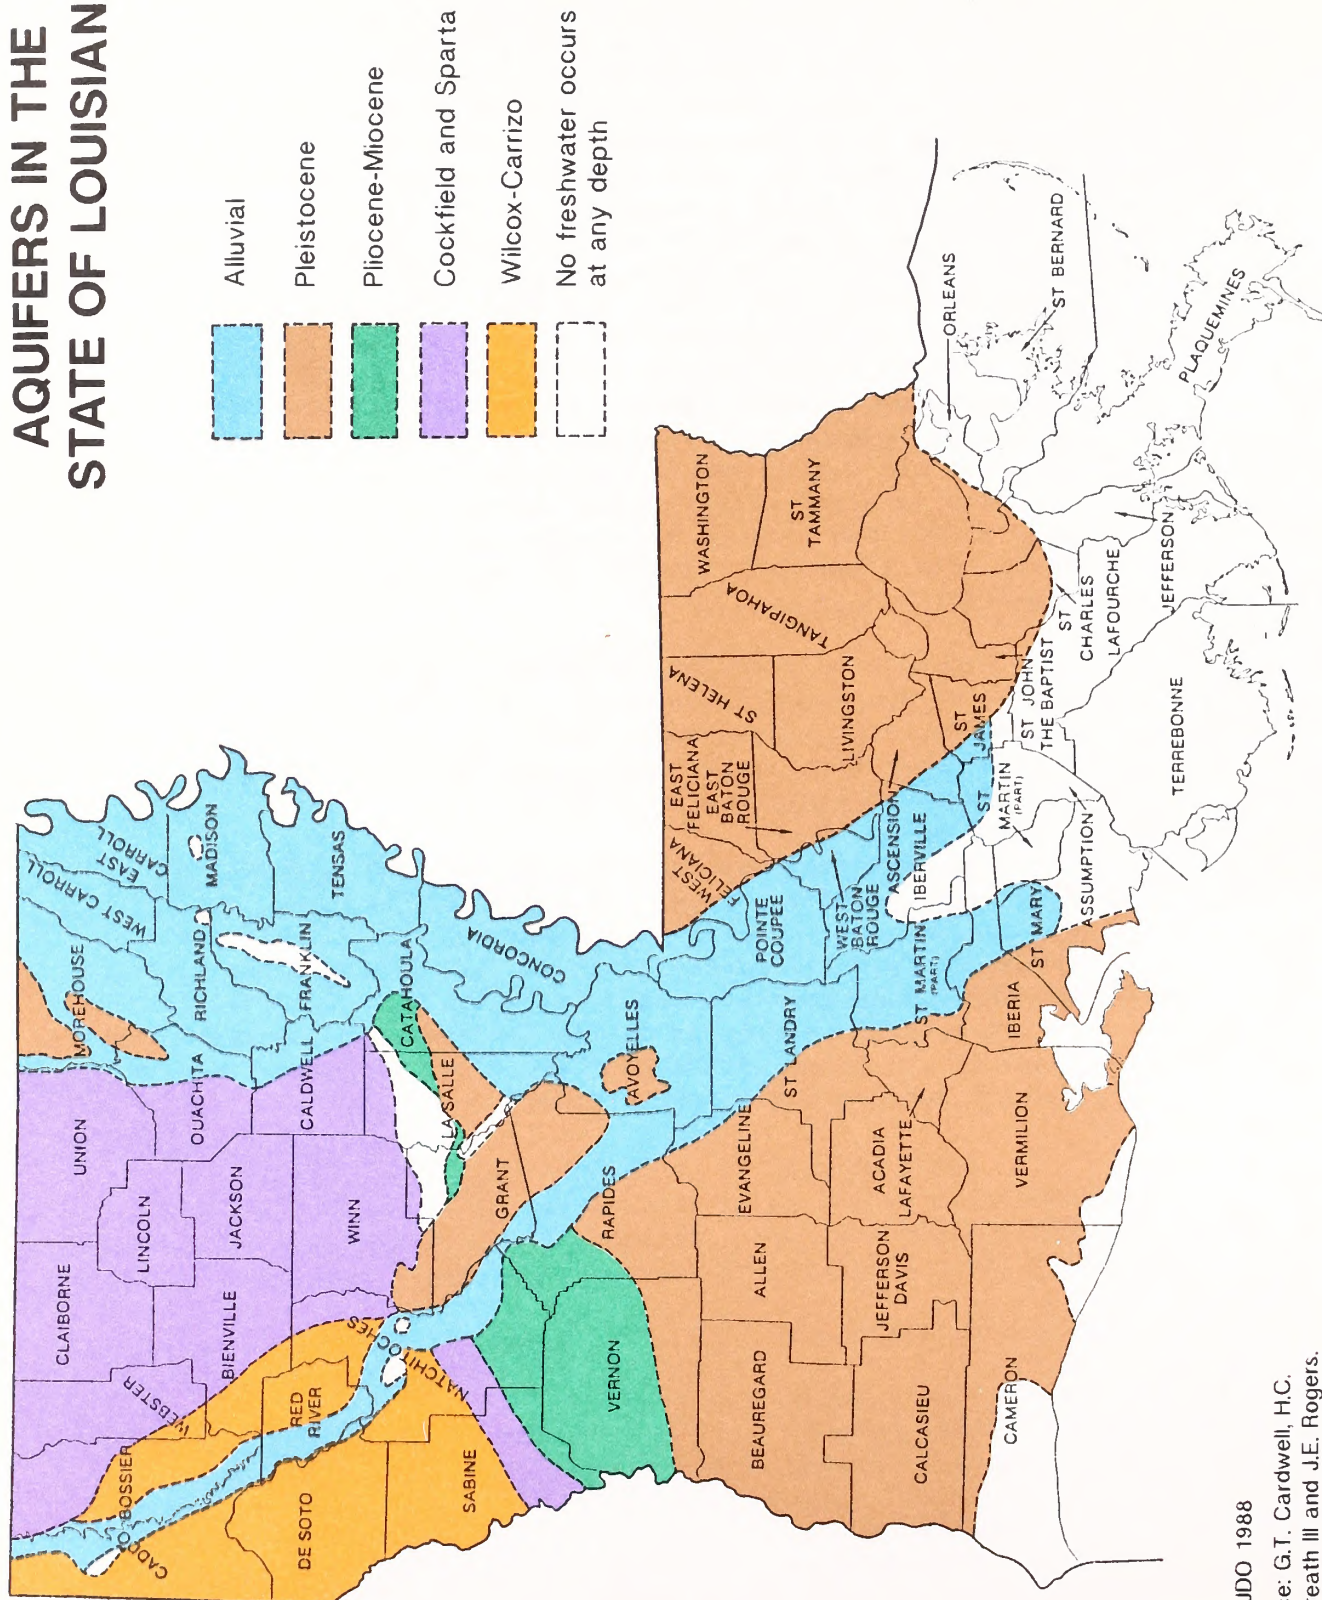 AQUIFERS IN THE
STATE OF LOUISIAN
Alluvial
Pleistocene
Pliocene-Miocene
Cockfield and Sparta
Wilcox-Carrizo
No freshwater occurs
at any depth
CADDO
BOSSIER
WEBSTER
CLAIBORNE
UNION
MOREHOUSE
WEST CARROLL
EAST
CARROLL
LINCOLN
OUACHITA
RICHLAND
MADISON
DE SOTO
RED
RIVER
BIENVILLE
JACKSON
CALDWELL
FRANKLIN
TENSAS
SABINE
NATCHITOCHES
WINN
LA SALLE
CATAHOULA
CONCORDIA
GRANT
VERNON
RAPIDES
AVOYELLES
BEAUREGARD
ALLEN
EVANGELINE
ST LANDRY
POINTE
COUPEE
WEST
FELICIANA
EAST
FELICIANA
EAST
BATON
ROUGE
ST HELENA
TANGIPAHOA
WASHINGTON
ST
TAMMANY
LIVINGSTON
WEST
BATON
ROUGE
ASCENSION
IBERVILLE
CALCASIEU
JEFFERSON
DAVIS
ACADIA
LAFAYETTE
ST MARTIN
(PART)
ST
JAMES
ST JOHN
THE BAPTIST
ST
CHARLES
ORLEANS
ST BERNARD
CAMERON
VERMILION
IBERIA
ST MARY
ST
MARTIN
(PART)
ASSUMPTION
LAFOURCHE
JEFFERSON
TERREBONNE
PLAQUEMINES
JDO 1988
ce: G.T. Cardwell, H.C.
reath III and J.E. Rogers.